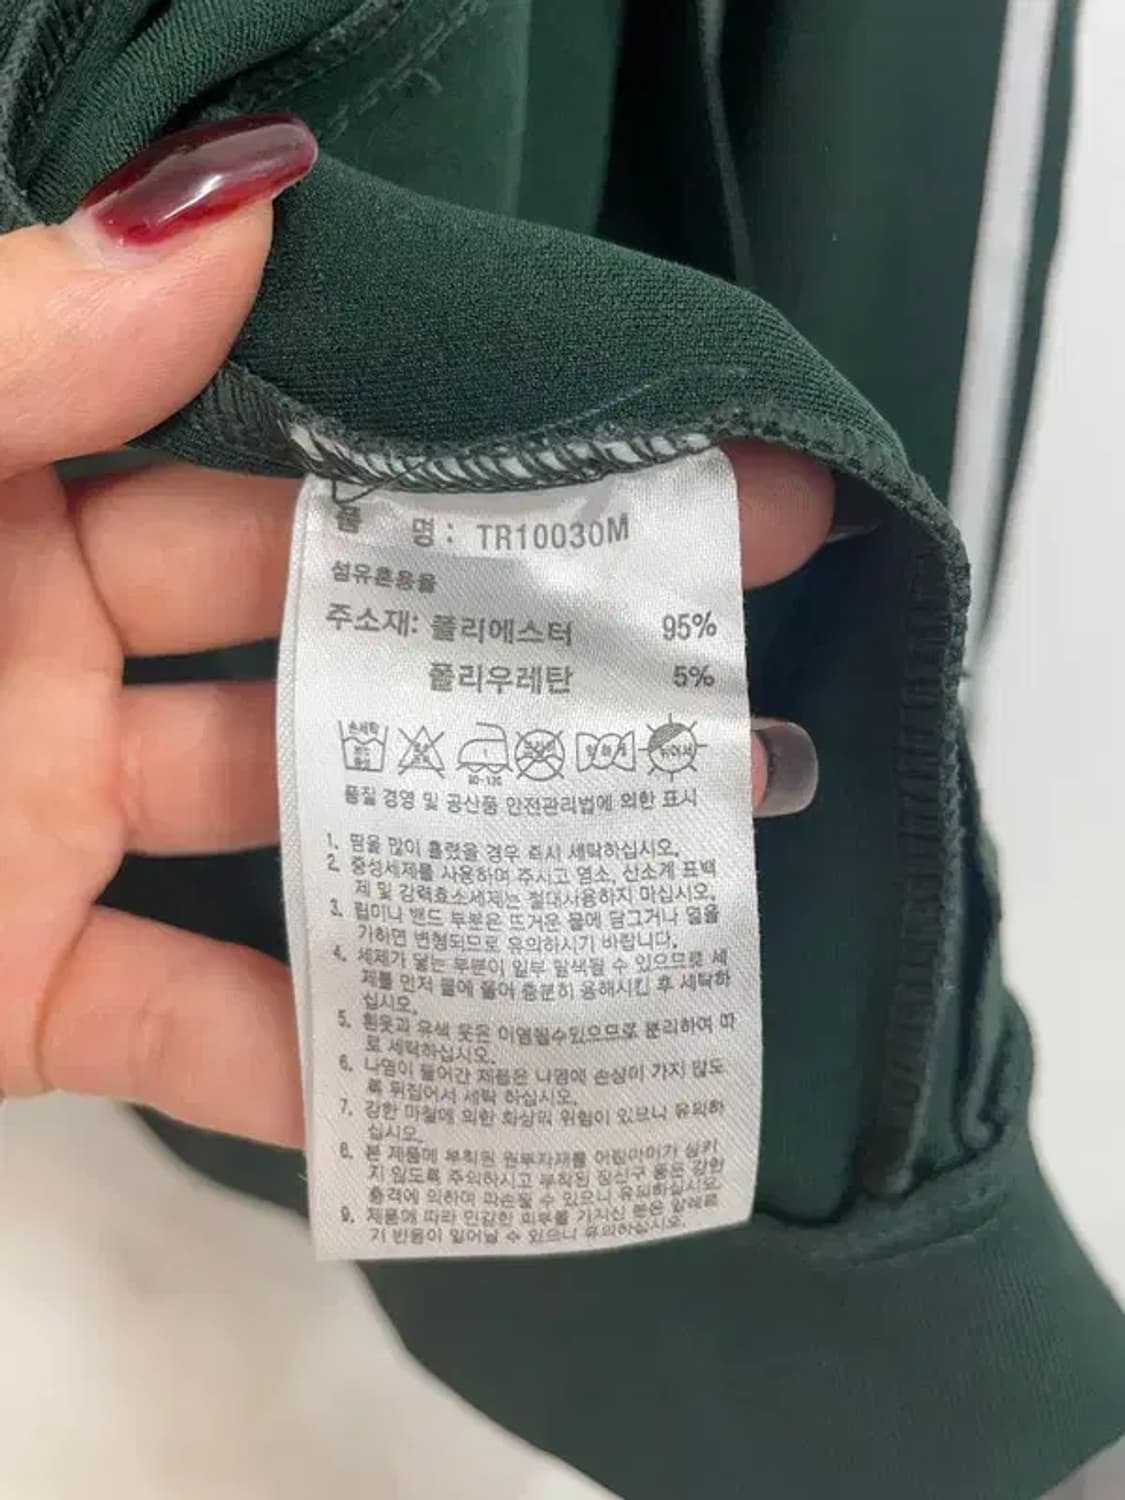 품 명 : TR10030M
섬유혼용율
주소재: 폴리에스터 95%
폴리우레탄 5%
손세탁
80-120
뉘어서
품질 경영 및 공산품 안전관리법에 의한 표시
1. 땀을 많이 흘렸을 경우 즉시 세탁하십시오.
2. 중성세제를 사용하여 주시고 염소, 산소계 표백
제 및 강력효소세제는 절대사용하지 마십시오.
3. 립이나 밴드 부분은 뜨거운 물에 담그거나 열을
가하면 변형되므로 유의하시기 바랍니다.
4. 세제가 닿는 부분이 일부 탈색될 수 있으므로 세
제를 먼저 물에 풀어 충분히 용해시킨 후 세탁하
십시오.
5. 흰옷과 유색 옷은 이염될수있으므로 분리하여 따
로 세탁하십시오.
6. 나염이 들어간 제품은 나염에 손상이 가지 않도
록 뒤집어서 세탁 하십시오.
7. 강한 마찰에 의한 화상의 위험이 있으니 유의하
십시오.
8. 본 제품에 부착된 원부자재를 어린아이가 삼키
지 않도록 주의하시고 부착된 장신구 등은 강한
충격에 의하여 파손될 수 있으니 유의하십시오.
9. 제품에 따라 민감한 피부를 가지신 분은 알레르
기 반응이 일어날 수 있으니 유의하십시오.